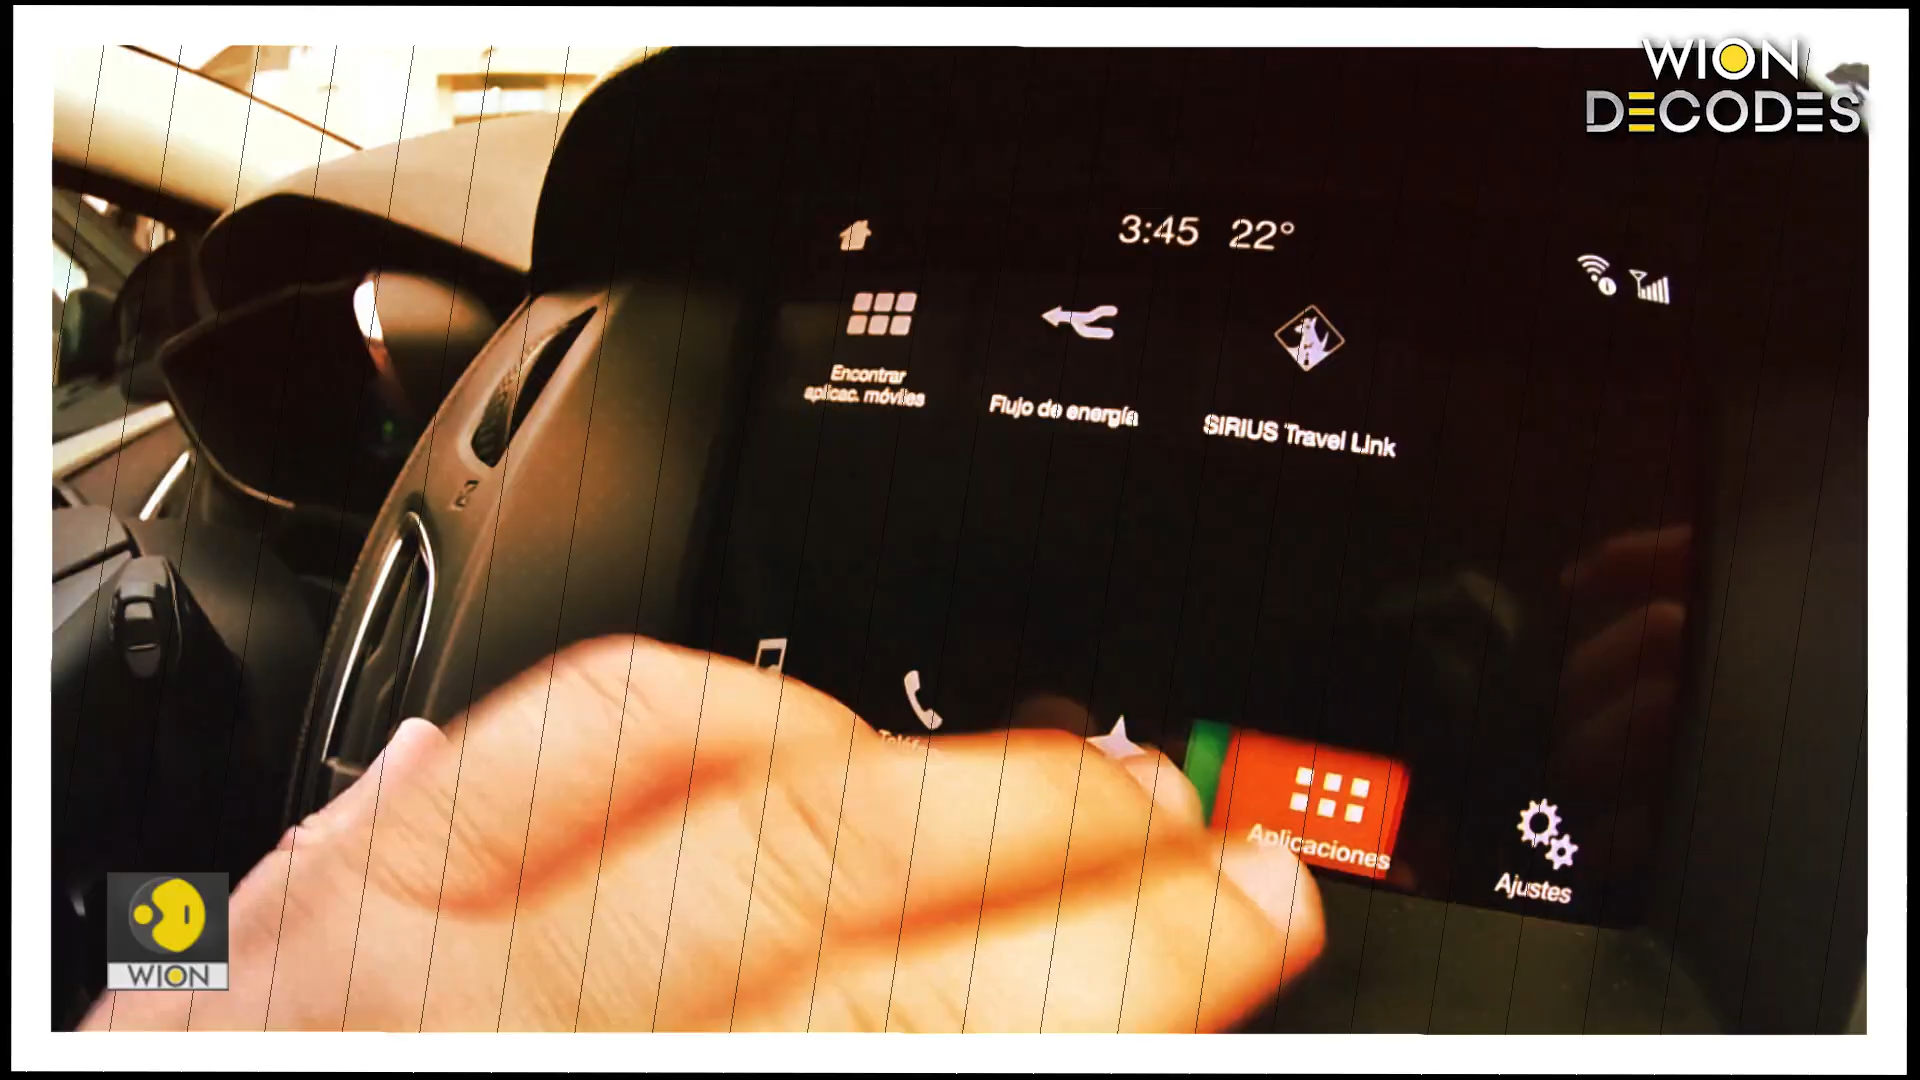 WION
DECODES
3:45 22°
Encontrar
aplicac. móviles
Flujo de energía
SIRIUS Travel Link
Aplicaciones
Ajustes
WION